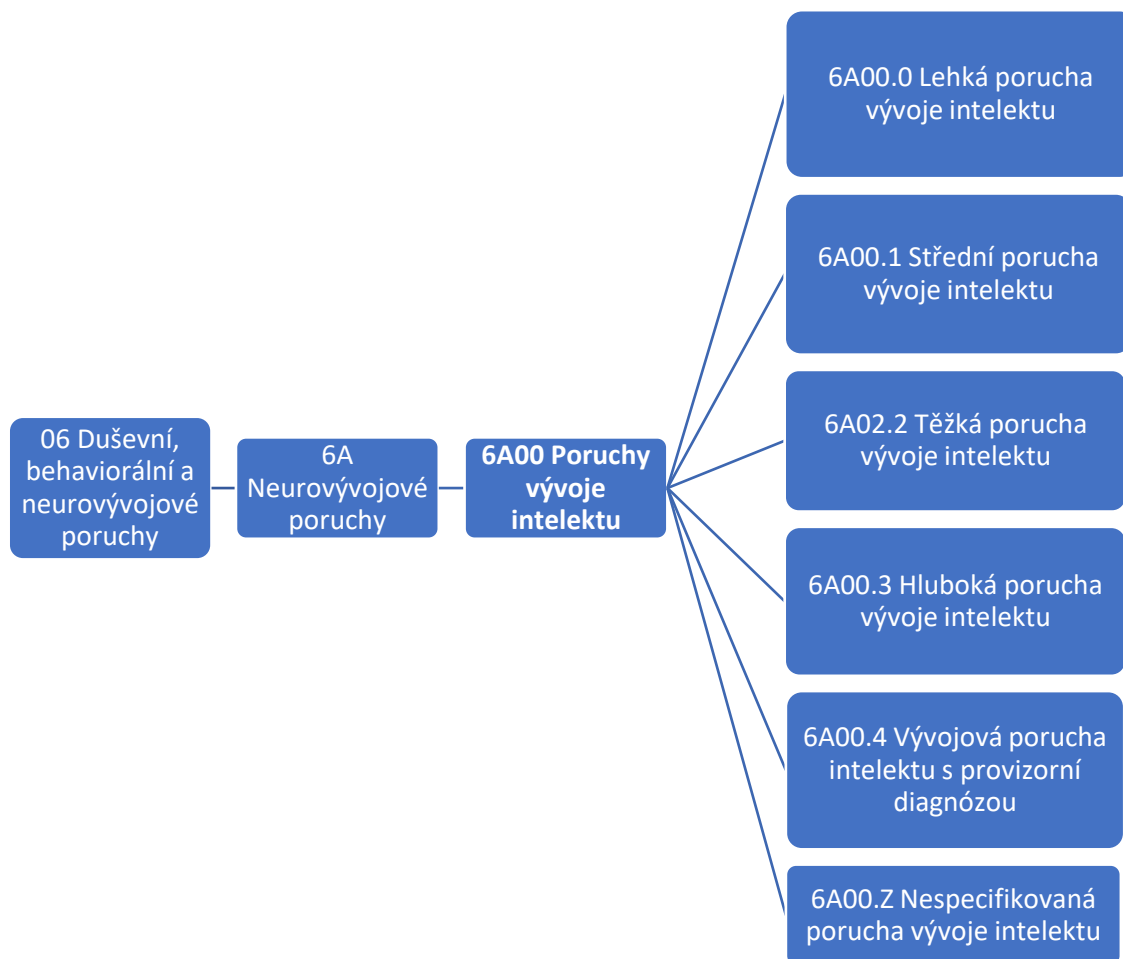 06 Duševní,
behaviorální a
neurovývojové
poruchy
6A
Neurovývojové
poruchy
6A00 Poruchy
vývoje
intelektu
6A00.0 Lehká porucha
vývoje intelektu
6A00.1 Střední porucha
vývoje intelektu
6A02.2 Těžká porucha
vývoje intelektu
6A00.3 Hluboká porucha
vývoje intelektu
6A00.4 Vývojová porucha
intelektu s provizorní
diagnózou
6A00.Z Nespecifikovaná
porucha vývoje intelektu